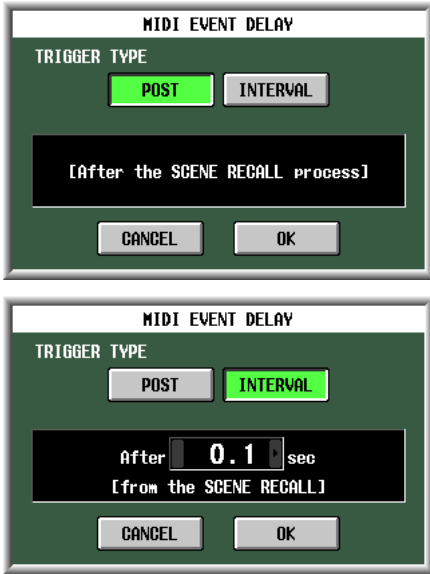 MIDI EVENT DELAY
TRIGGER TYPE
POST INTERVAL
[After the SCENE RECALL process]
CANCEL OK
MIDI EVENT DELAY
TRIGGER TYPE
POST INTERVAL
After 0.1 sec
[from the SCENE RECALL]
CANCEL OK